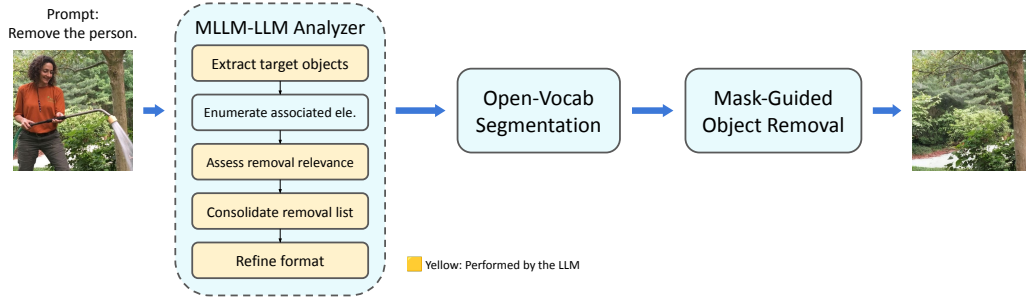 Prompt:
Remove the person.
MLLM-LLM Analyzer
Extract target objects
Enumerate associated ele.
Assess removal relevance
Consolidate removal list
Refine format
Open-Vocab
Segmentation
Mask-Guided
Object Removal
Yellow: Performed by the LLM